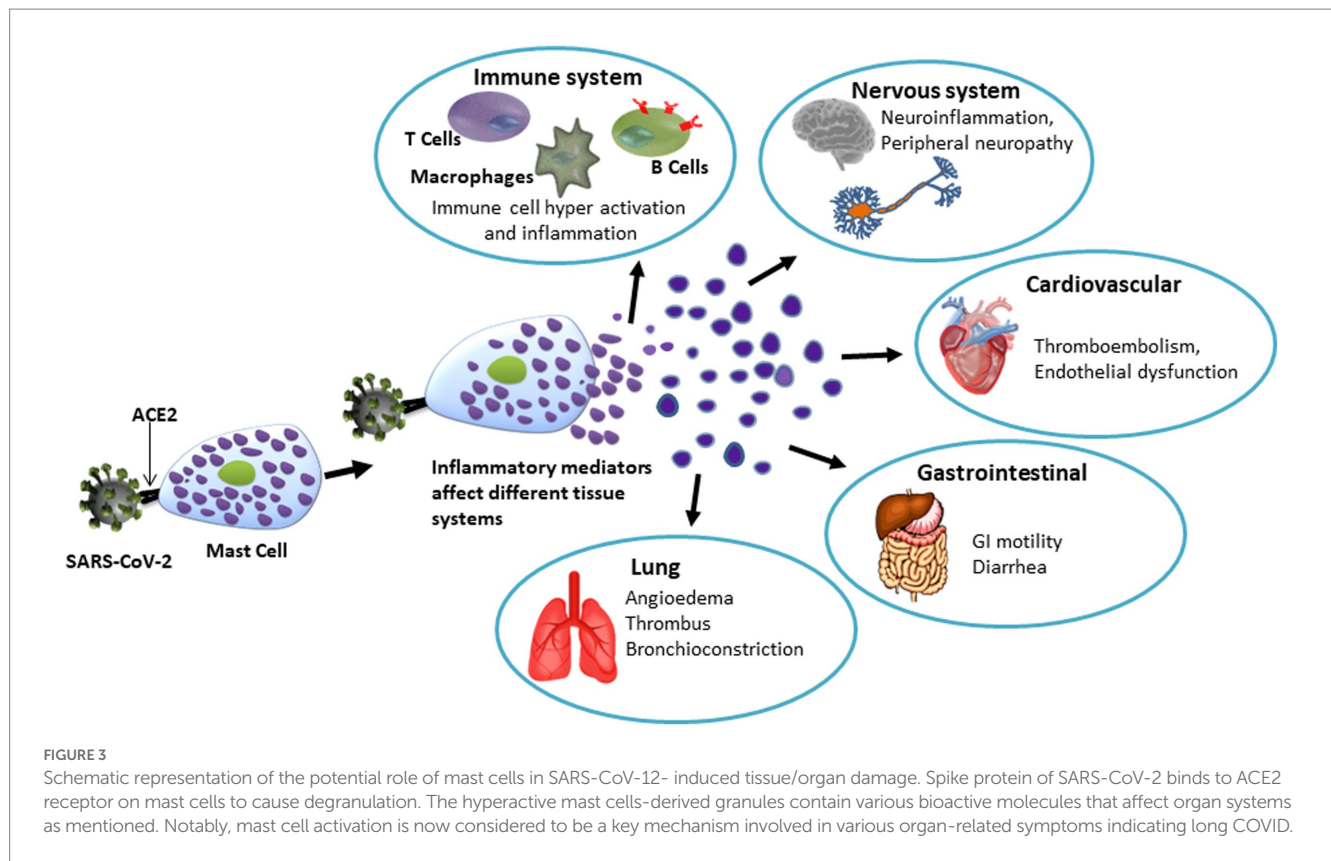 Immune system
T Cells
Macrophages
B Cells
Immune cell hyper activation
and inflammation
Nervous system
Neuroinflammation,
Peripheral neuropathy
Cardiovascular
Thromboembolism,
Endothelial dysfunction
ACE2
SARS-CoV-2
Mast Cell
Inflammatory mediators
affect different tissue
systems
Gastrointestinal
GI motility
Diarrhea
Lung
Angioedema
Thrombus
Bronchioconstriction
FIGURE 3
Schematic representation of the potential role of mast cells in SARS-CoV-12- induced tissue/organ damage. Spike protein of SARS-CoV-2 binds to ACE2
receptor on mast cells to cause degranulation. The hyperactive mast cells-derived granules contain various bioactive molecules that affect organ systems
as mentioned. Notably, mast cell activation is now considered to be a key mechanism involved in various organ-related symptoms indicating long COVID.